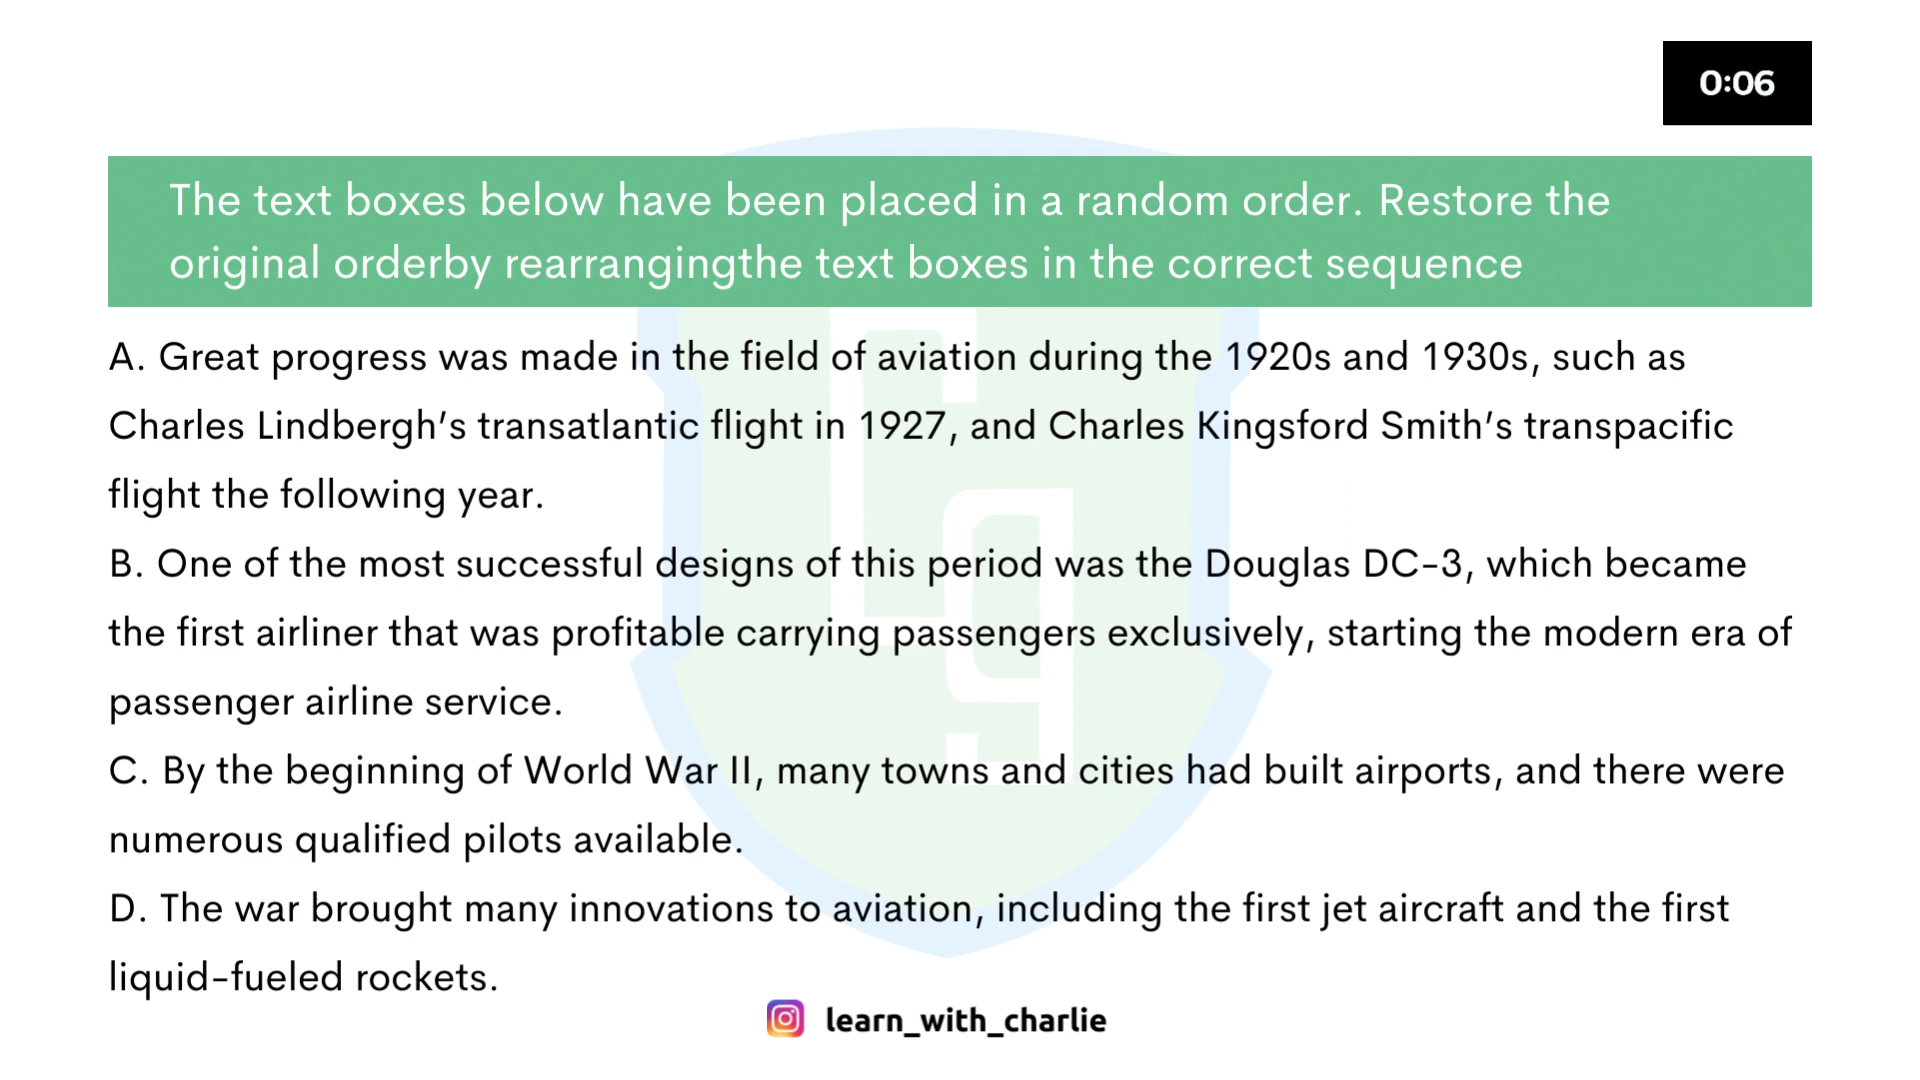 0:06
The text boxes below have been placed in a random order. Restore the
original orderby rearrangingthe text boxes in the correct sequence
A. Great progress was made in the field of aviation during the 1920s and 1930s, such as
Charles Lindbergh's transatlantic flight in 1927, and Charles Kingsford Smith's transpacific
flight the following year.
B. One of the most successful designs of this period was the Douglas DC-3, which became
the first airliner that was profitable carrying passengers exclusively, starting the modern era of
passenger airline service.
C. By the beginning of World War II, many towns and cities had built airports, and there were
numerous qualified pilots available.
D. The war brought many innovations to aviation, including the first jet aircraft and the first
liquid-fueled rockets.
learn_with_charlie